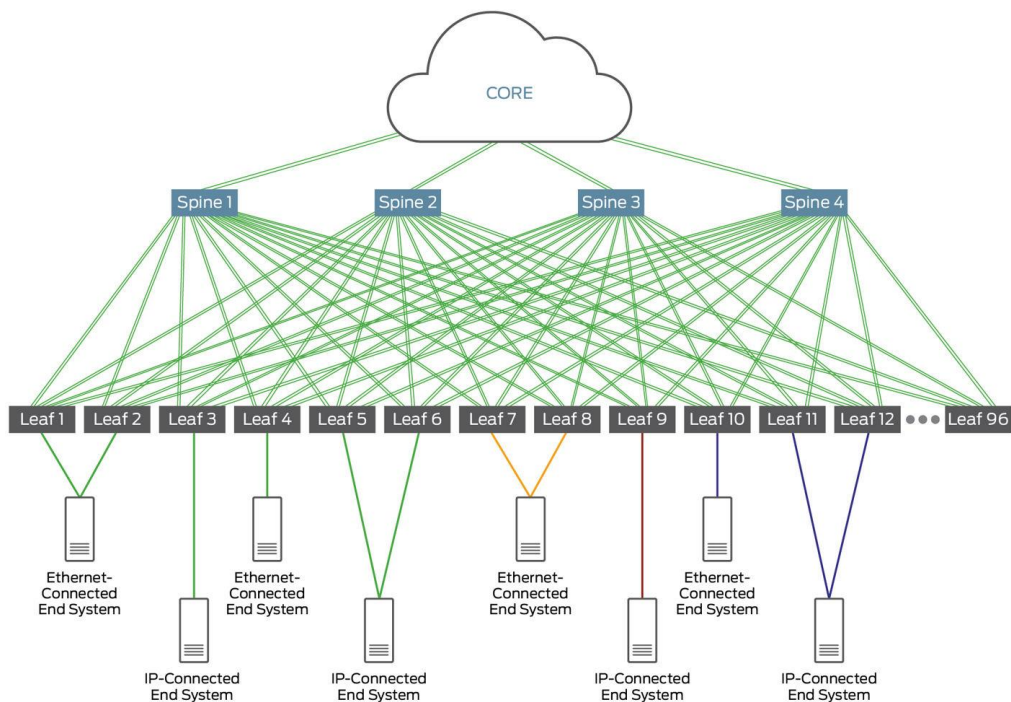 CORE
Spine 1
Spine 2
Spine 3
Spine 4
Leaf 1
Leaf 2
Leaf 3
Leaf 4
Leaf 5
Leaf 6
Leaf 7
Leaf 8
Leaf 9
Leaf 10
Leaf 11
Leaf 12
Leaf 96
Ethernet-
Connected
End System
Ethernet-
Connected
End System
Ethernet-
Connected
End System
Ethernet-
Connected
End System
IP-Connected
End System
IP-Connected
End System
IP-Connected
End System
IP-Connected
End System